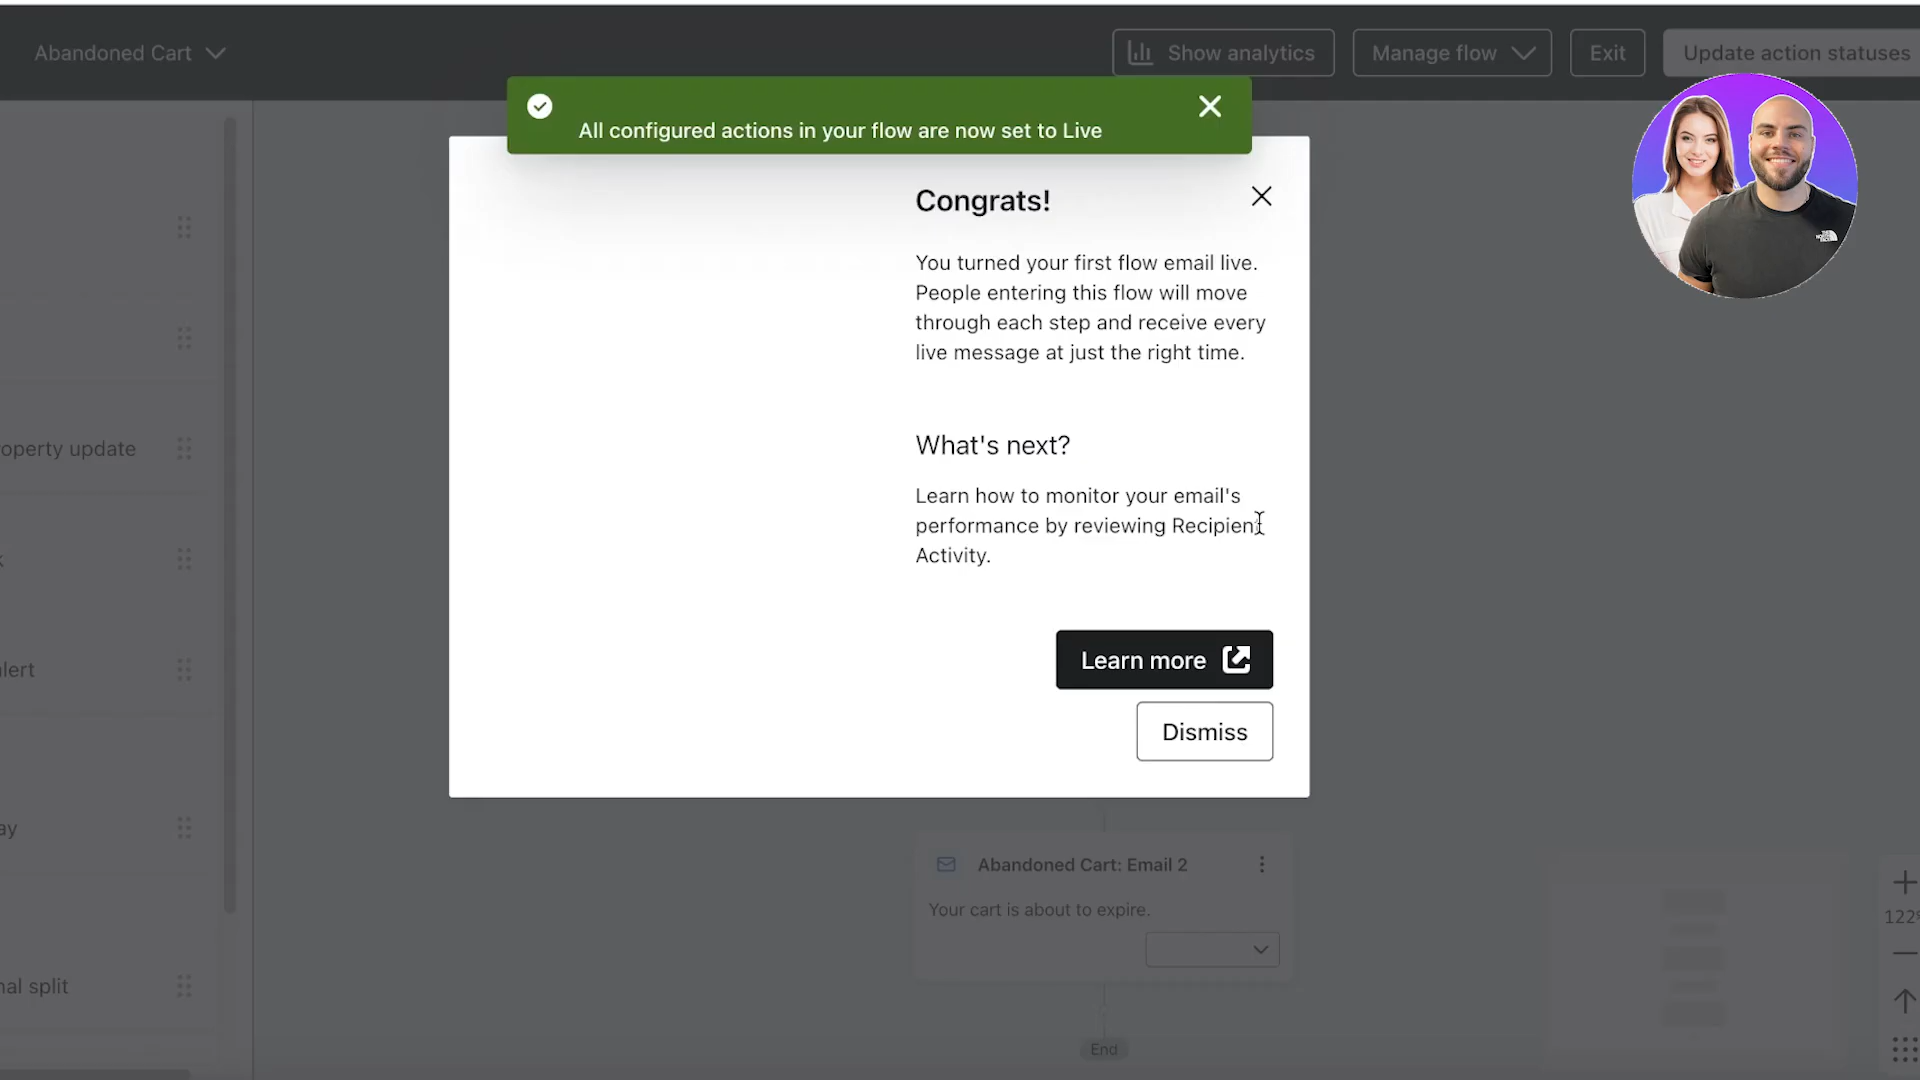 Abandoned Cart
Show analytics
Manage flow
Exit
Update action statuses
All configured actions in your flow are now set to Live
Congrats!
You turned your first flow email live.
People entering this flow will move
through each step and receive every
live message at just the right time.
What's next?
Learn how to monitor your email's
performance by reviewing Recipient
Activity.
Learn more
Dismiss
operty update
k
lert
ay
nal split
Abandoned Cart: Email 2
Your cart is about to expire.
End
122%